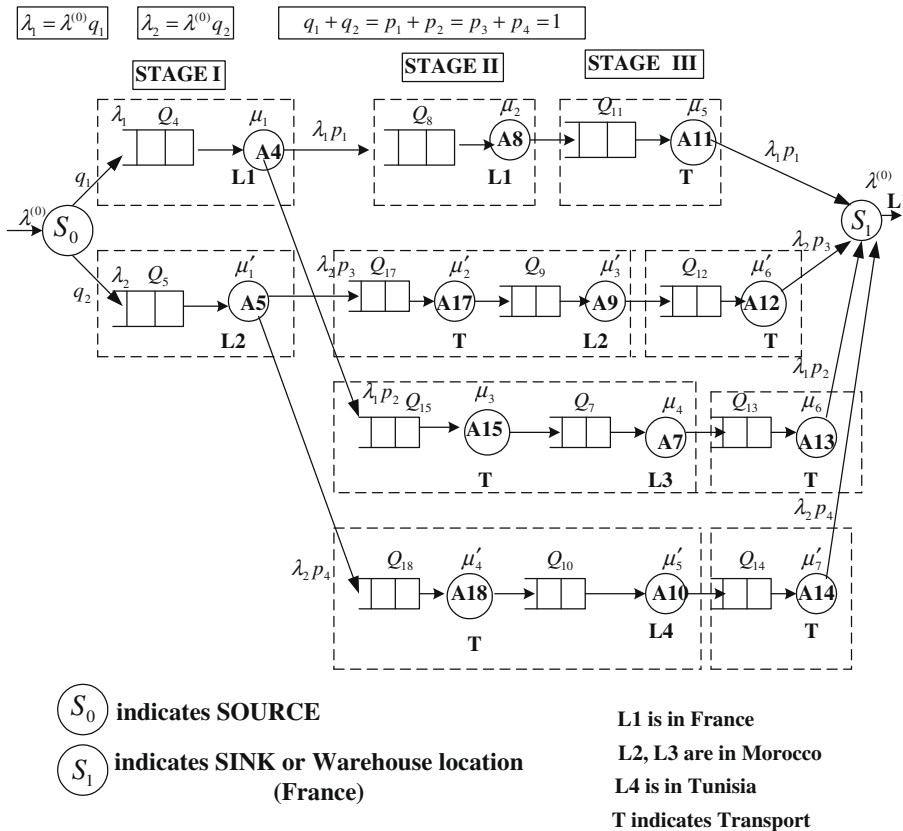 λ₁ = λ⁽⁰⁾q₁ λ₂ = λ⁽⁰⁾q₂ q₁ + q₂ = p₁ + p₂ = p₃ + p₄ = 1
STAGE I STAGE II STAGE III
λ₁ Q₄ μ₁ λ₁p₁ Q₈ μ₂ Q₁₁ μ₅
A4 A8 A11 λ₁p₁
L1 L1 T
q₁ λ⁽⁰⁾ S₀ q₂
λ⁽⁰⁾ L S₁
λ₂ Q₅ μ′₁ λ₂p₃ Q₁₇ μ′₂ Q₉ μ′₃ Q₁₂ μ′₆ λ₂p₃
A5 A17 A9 A12
L2 T L2 T
λ₁p₂ Q₁₅ μ₃ Q₇ μ₄ Q₁₃ μ₆ λ₁p₂
A15 A7 A13
T L3 T
λ₂p₄ Q₁₈ μ′₄ Q₁₀ μ′₅ Q₁₄ μ′₇ λ₂p₄
A18 A10 A14
T L4 T
S₀ indicates SOURCE
S₁ indicates SINK or Warehouse location
(France)
L1 is in France
L2, L3 are in Morocco
L4 is in Tunisia
T indicates Transport